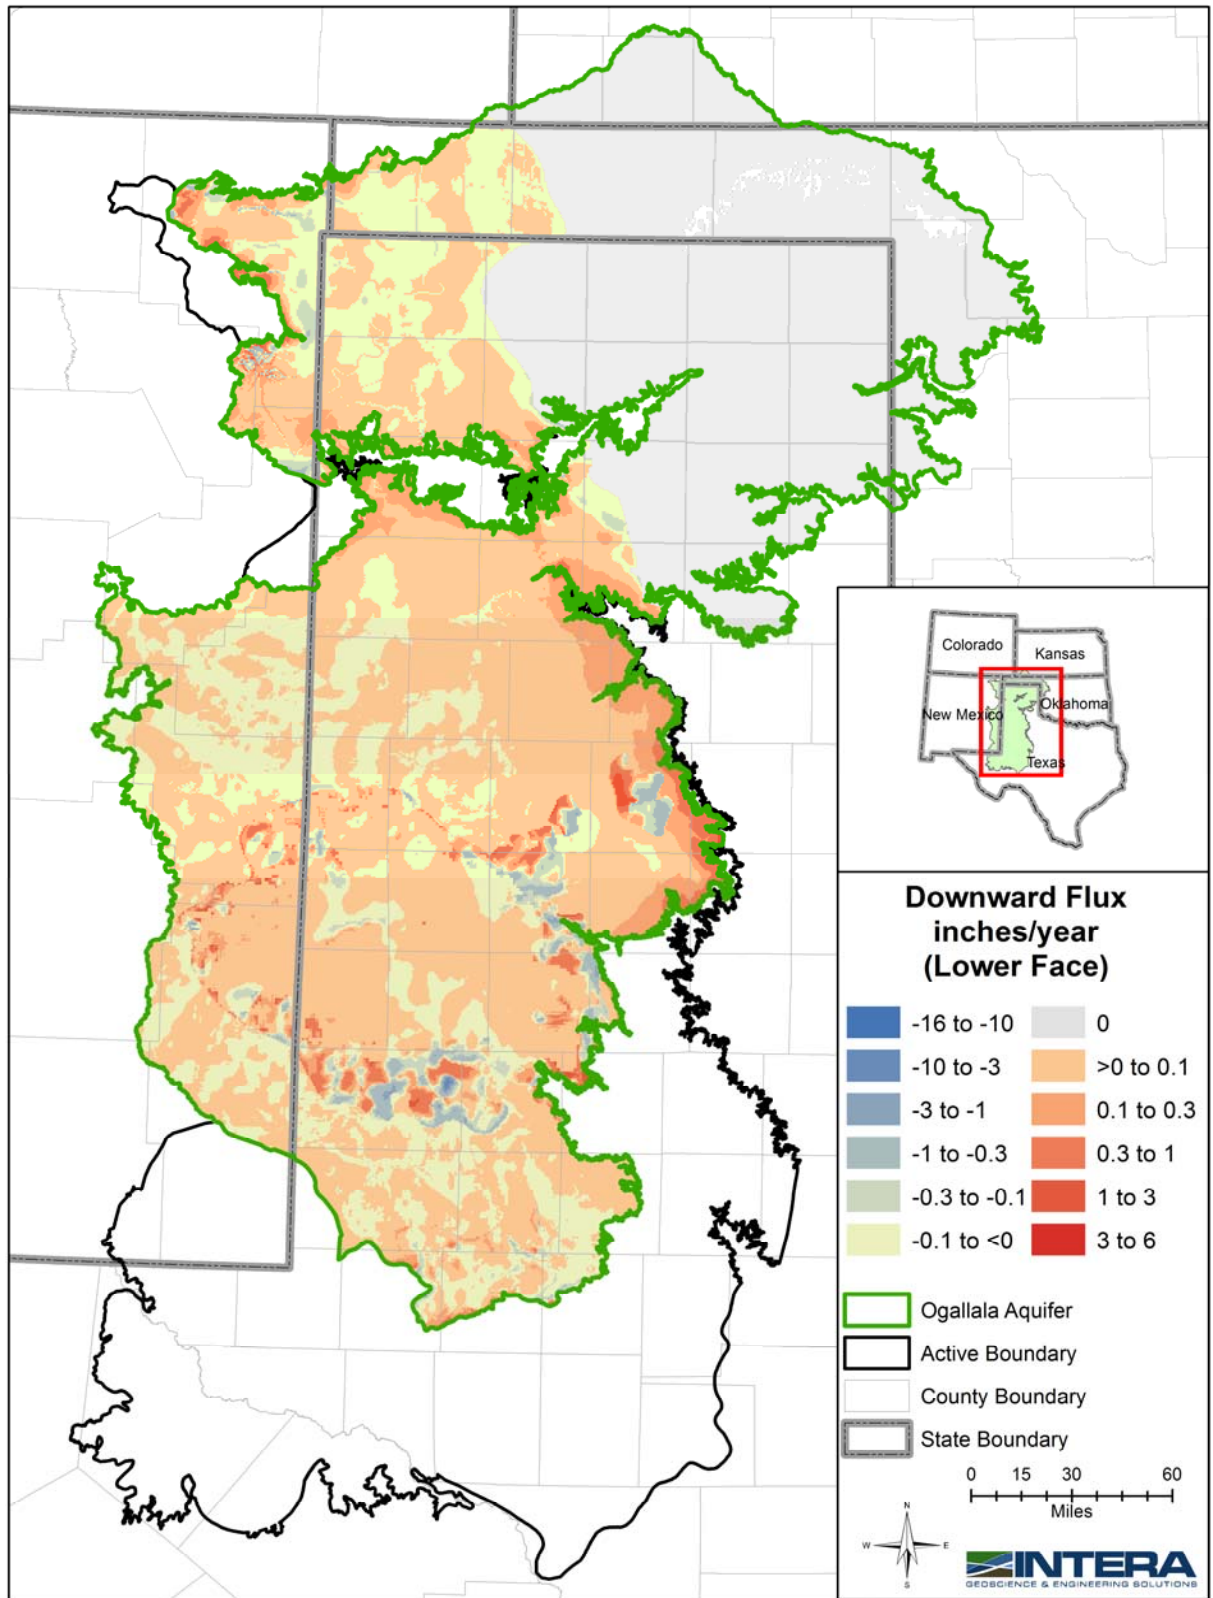 Colorado
Kansas
New Mexico
Oklahoma
Texas
Downward Flux
inches/year
(Lower Face)
-16 to -10
0
-10 to -3
>0 to 0.1
-3 to -1
0.1 to 0.3
-1 to -0.3
0.3 to 1
-0.3 to -0.1
1 to 3
-0.1 to <0
3 to 6
Ogallala Aquifer
Active Boundary
County Boundary
State Boundary
0 15 30 60
Miles
N
W E
S
INTERA
GEOSCIENCE & ENGINEERING SOLUTIONS